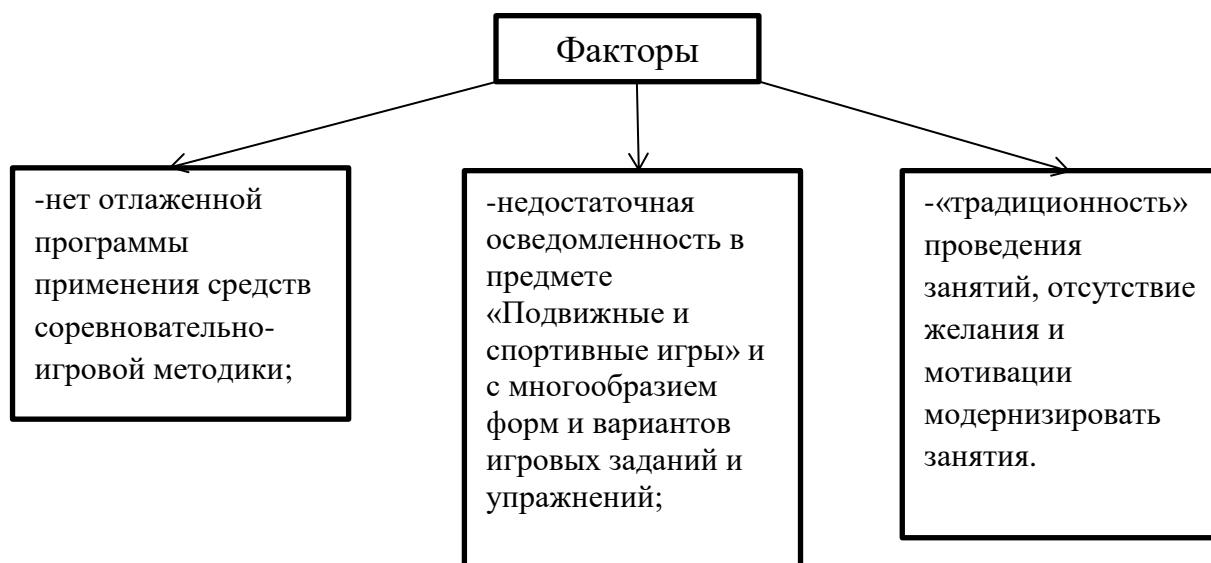 Факторы
-нет отлаженной
программы
применения средств
соревновательно-
игровой методики;
-недостаточная
осведомленность в
предмете
«Подвижные и
спортивные игры» и
с многообразием
форм и вариантов
игровых заданий и
упражнений;
-«традиционность»
проведения
занятий, отсутствие
желания и
мотивации
модернизировать
занятия.